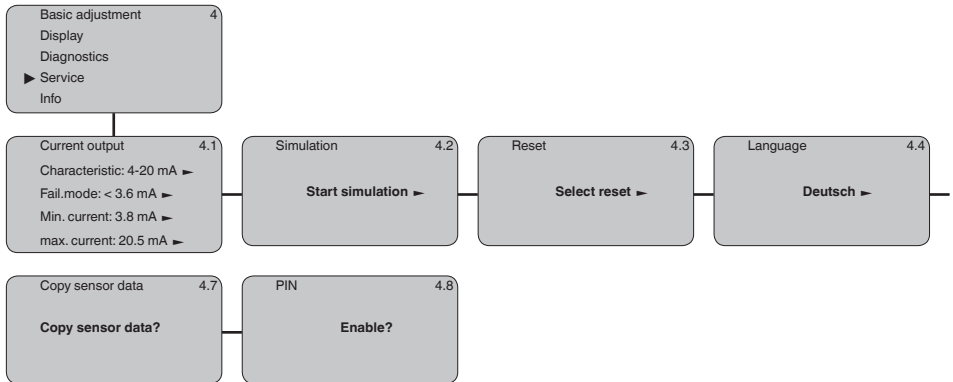 Basic adjustment 4
Display
Diagnostics
▶ Service
Info
Current output 4.1
Characteristic: 4-20 mA ►
Fail.mode: < 3.6 mA ►
Min. current: 3.8 mA ►
max. current: 20.5 mA ►
Simulation 4.2
Start simulation ►
Reset 4.3
Select reset ►
Language 4.4
Deutsch ►
Copy sensor data 4.7
Copy sensor data?
PIN 4.8
Enable?